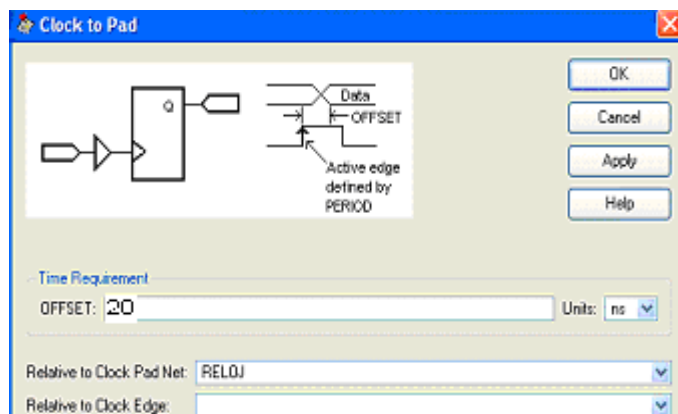 Clock to Pad
Q
Data
OFFSET
Active edge
defined by
PERIOD
OK
Cancel
Apply
Help
Time Requirement
OFFSET: 20 Units: ns
Relative to Clock Pad Net: RELOJ
Relative to Clock Edge: